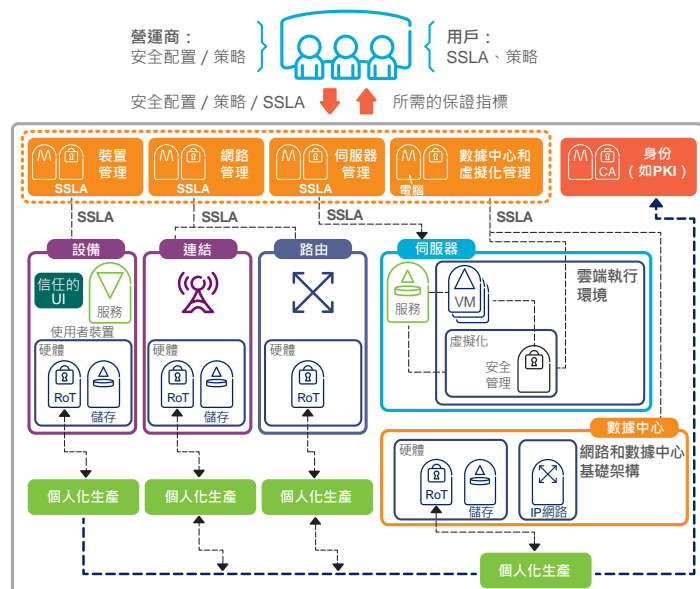 營運商：
安全配置 / 策略
用戶：
SSLA、策略
安全配置 / 策略 / SSLA
所需的保證指標
M
裝置
管理
SSLA
M
網路
管理
SSLA
M
伺服器
管理
SSLA
M
電腦
數據中心和
虛擬化管理
M
CA
身份
（如PKI）
SSLA
SSLA
SSLA
SSLA
設備
信任的
UI
服務
使用者裝置
硬體
RoT
儲存
連結
硬體
RoT
儲存
路由
硬體
RoT
伺服器
服務
VM
雲端執行
環境
虛擬化
安全
管理
數據中心
硬體
RoT
儲存
IP網路
網路和數據中心
基礎架構
個人化生產
個人化生產
個人化生產
個人化生產